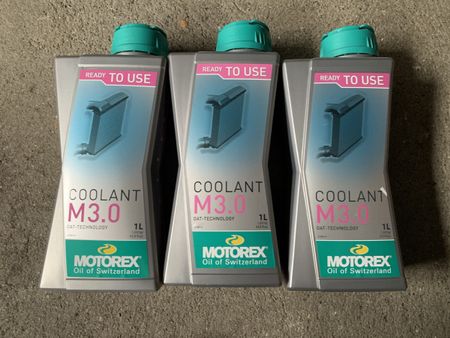 READY TO USE
COOLANT
M3.0
OAT-TECHNOLOGY
1L
MOTOREX
Oil of Switzerland
READY TO USE
COOLANT
M3.0
OAT-TECHNOLOGY
1L
MOTOREX
Oil of Switzerland
READY TO USE
COOLANT
M3.0
OAT-TECHNOLOGY
1L
MOTOREX
Oil of Switzerland